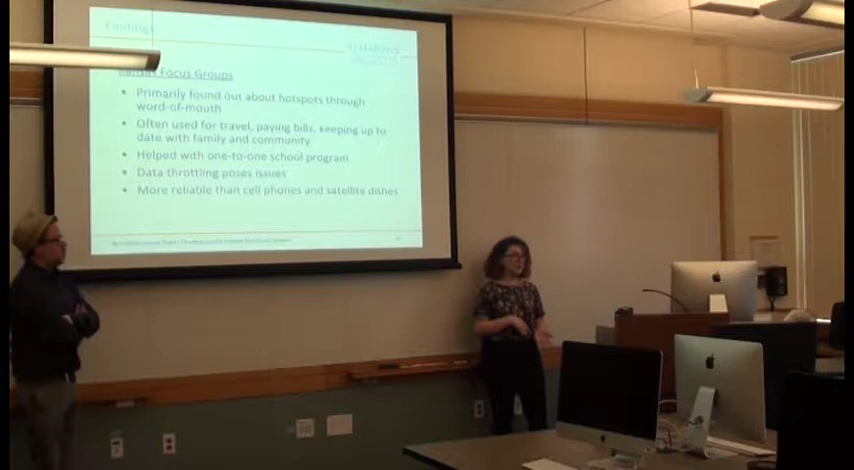 Findings
SIMMONS
Kansas Focus Groups
• Primarily found out about hotspots through
word-of-mouth
• Often used for travel, paying bills, keeping up to
date with family and community
• Helped with one-to-one school program
• Data throttling poses issues
• More reliable than cell phones and satellite dishes